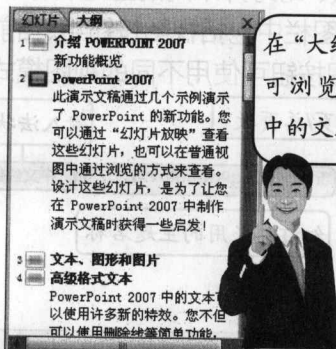 幻灯片 大纲
1 介绍 POWERPOINT 2007
新功能概览
2 PowerPoint 2007
此演示文稿通过几个示例演示
了 PowerPoint 的新功能。您
可以通过“幻灯片放映”查看
这些幻灯片，也可以在普通视
图中通过浏览的方式来查看。
设计这些幻灯片，是为了让您
在 PowerPoint 2007 中制作
演示文稿时获得一些启发！
3 文本、图形和图片
4 高级格式文本
PowerPoint 2007 中的文本
以使用许多新的特效。您不但
可以使用删除线等简单功能，
在“大纲
可浏览
中的文